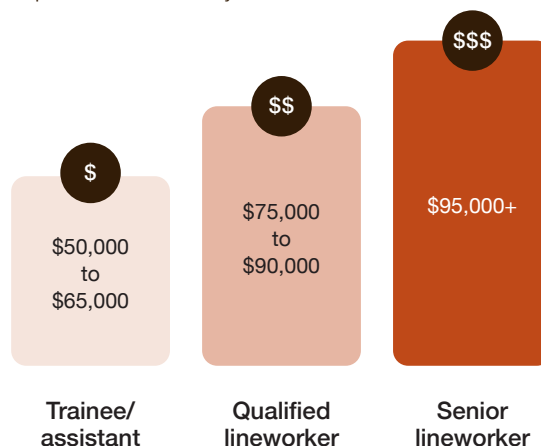 $
$$
$$$
$50,000
to
$65,000
$75,000
to
$90,000
$95,000+
Trainee/
assistant
Qualified
lineworker
Senior
lineworker